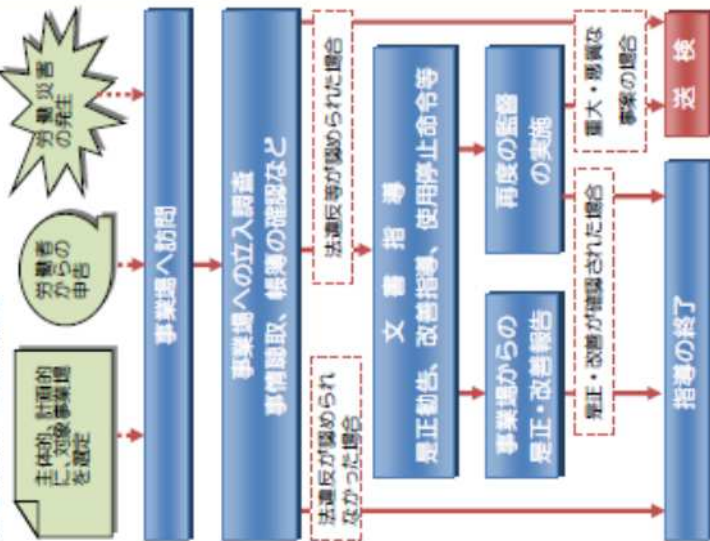 主体的、計画的
に、対象事業場
を選定
労働者
からの
申告
労働災害
の発生
事業場へ訪問
事業場への立入調査
事情聴取、帳簿の確認など
法違反が認められ
なかった場合
法違反等が認められた場合
文書指導
是正勧告、改善指導、使用停止命令等
事業場からの
是正・改善報告
再度の監督
の実施
是正・改善が確認された場合
重大・悪質な
事案の場合
指導の終了
送検